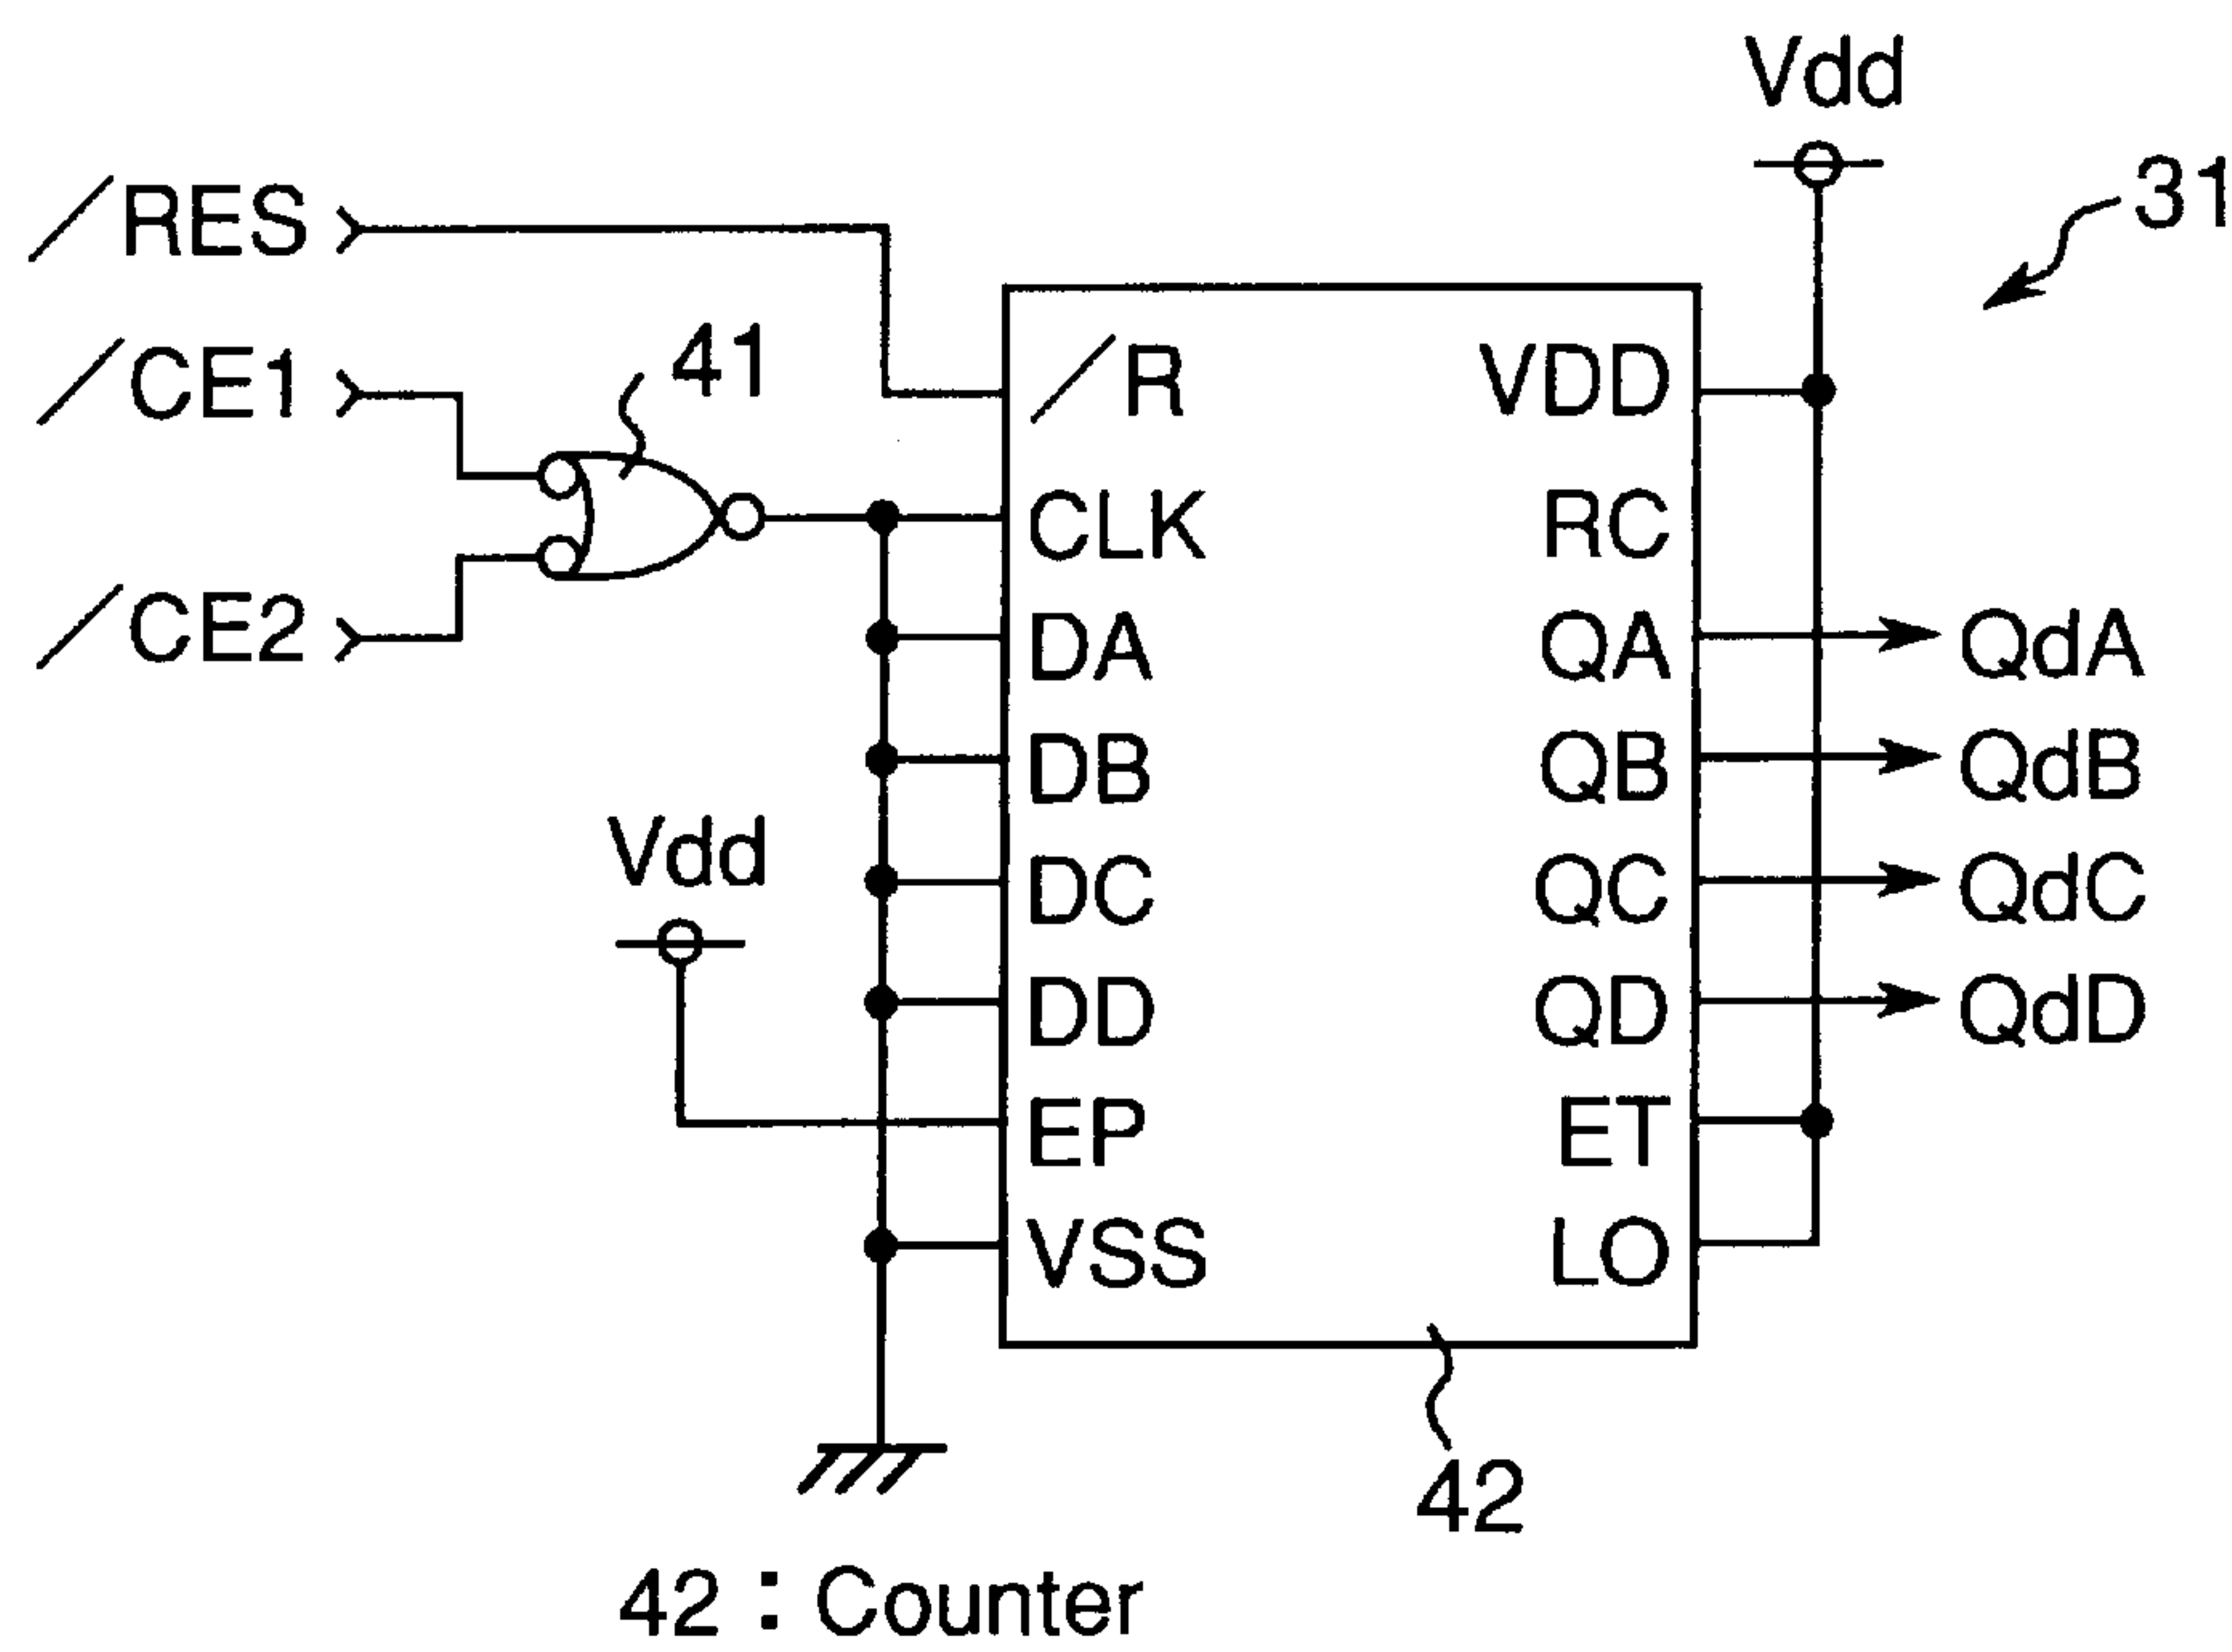 Vdd
31
/RES
/CE1
41
/CE2
/R
VDD
CLK
RC
DA
QA
QdA
DB
QB
QdB
Vdd
DC
QC
QdC
DD
QD
QdD
EP
ET
VSS
LO
42
42 : Counter